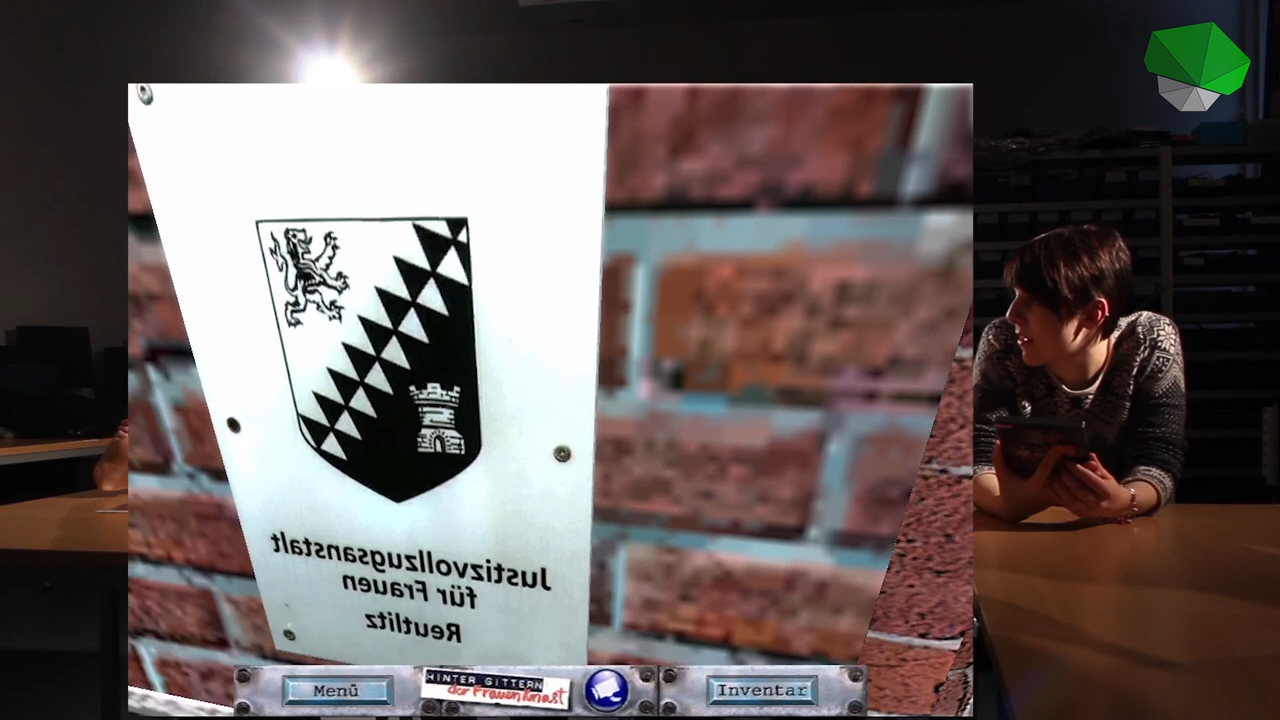 Justizvollzugsanstalt
für Frauen
Reutlitz
Menü
HINTER GITTERN
der Frauenknast
Inventar